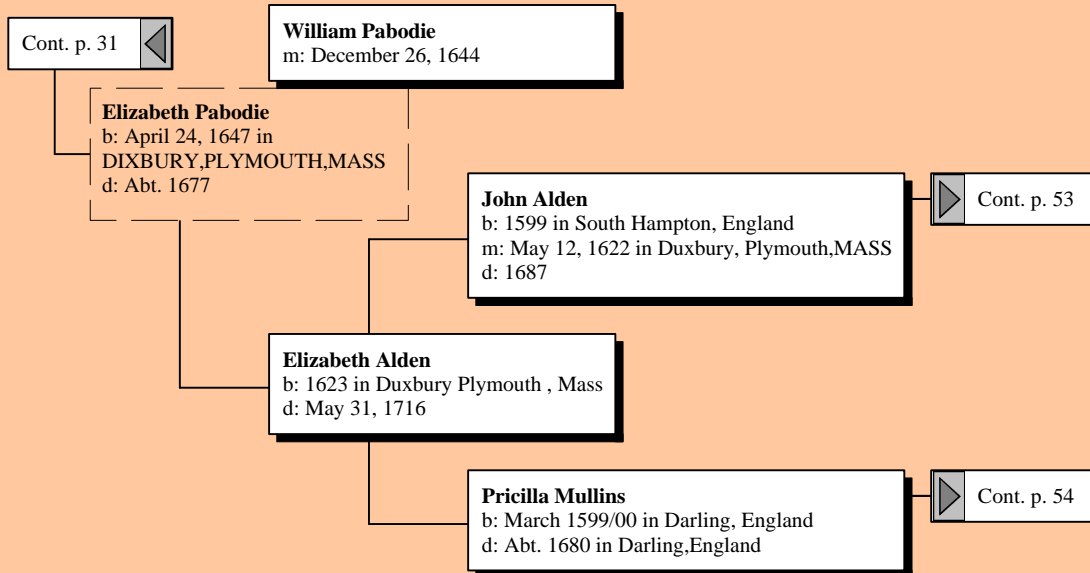 Cont. p. 31
William Pabodie
m: December 26, 1644
Elizabeth Pabodie
b: April 24, 1647 in
DIXBURY,PLYMOUTH,MASS
d: Abt. 1677
John Alden
b: 1599 in South Hampton, England
m: May 12, 1622 in Duxbury, Plymouth,MASS
d: 1687
Cont. p. 53
Elizabeth Alden
b: 1623 in Duxbury Plymouth , Mass
d: May 31, 1716
Pricilla Mullins
b: March 1599/00 in Darling, England
d: Abt. 1680 in Darling,England
Cont. p. 54